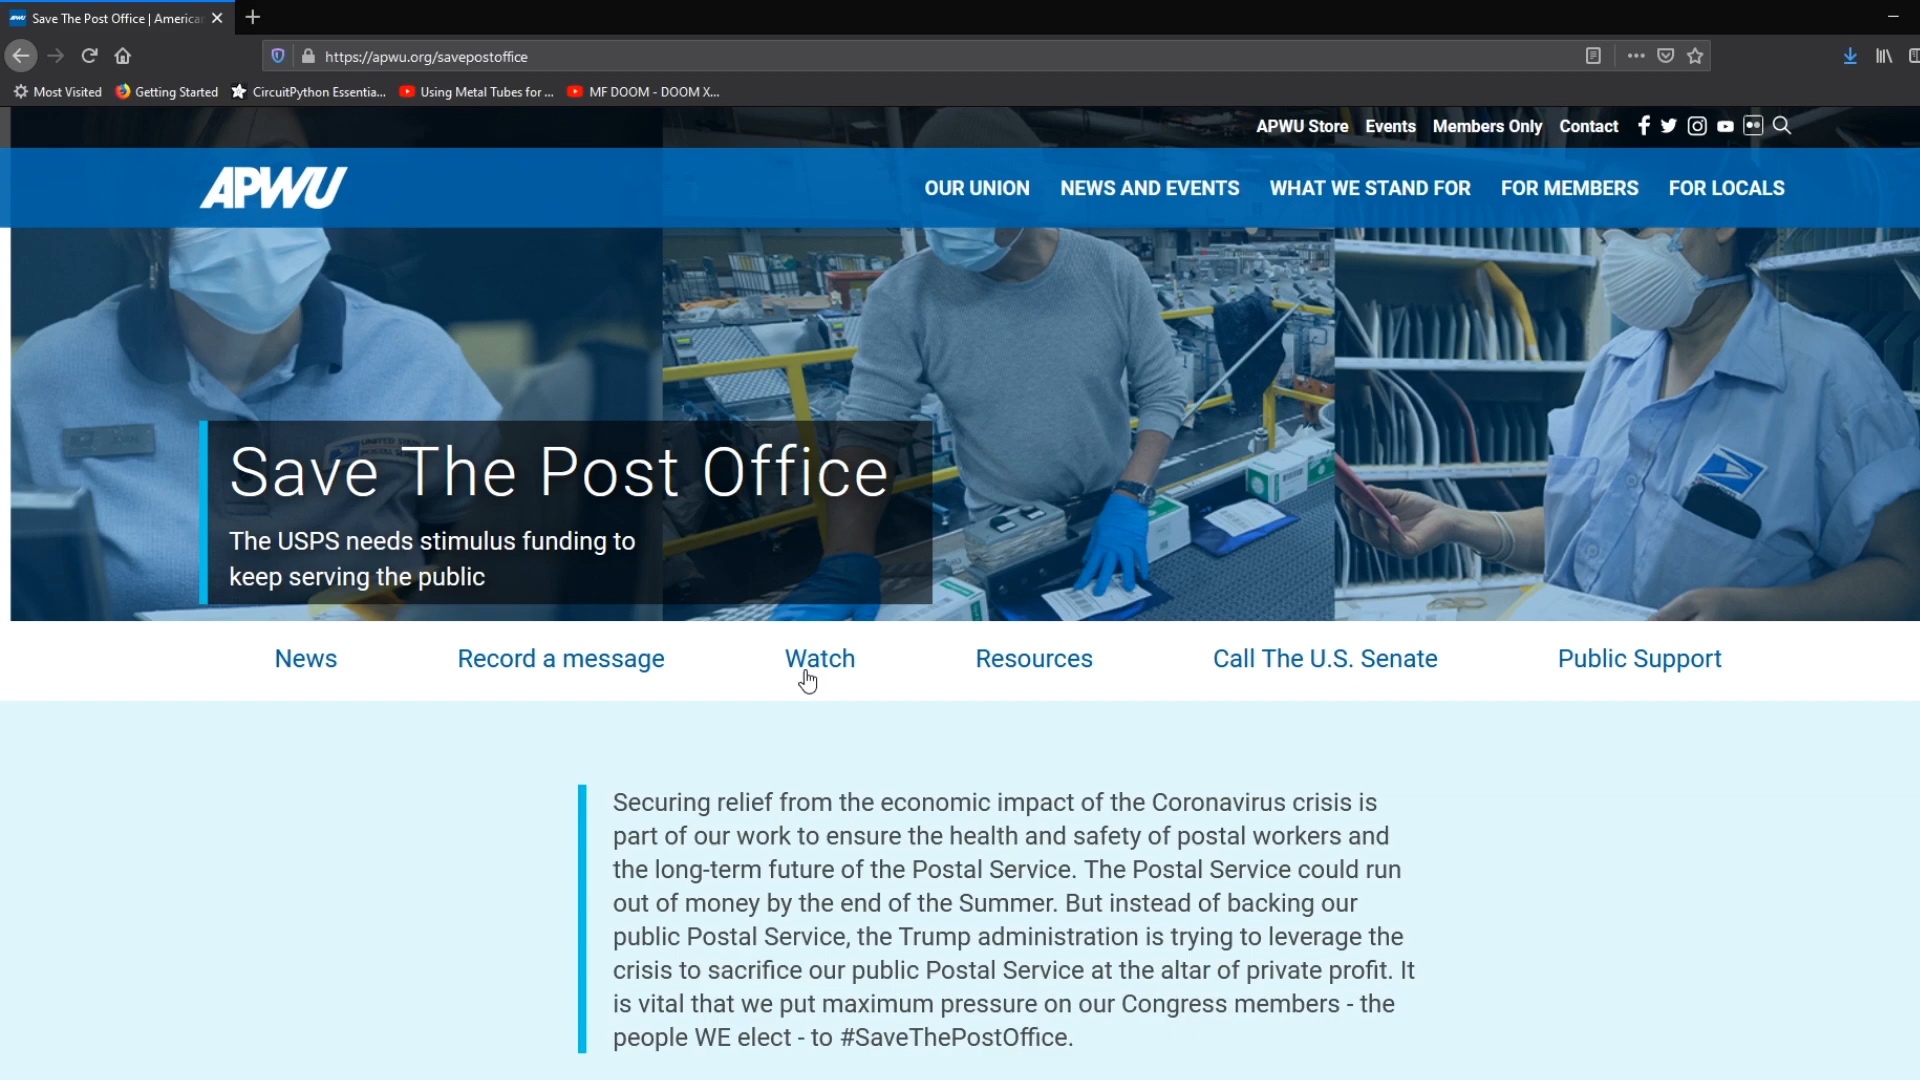 Save The Post Office | American
https://apwu.org/savepostoffice
Most Visited Getting Started CircuitPython Essentia... Using Metal Tubes for ... MF DOOM - DOOM X...
APWU Store Events Members Only Contact
APWU OUR UNION NEWS AND EVENTS WHAT WE STAND FOR FOR MEMBERS FOR LOCALS
UNITED STATES
POSTAL SERVICE
Save The Post Office
The USPS needs stimulus funding to
keep serving the public
News Record a message Watch Resources Call The U.S. Senate Public Support
Securing relief from the economic impact of the Coronavirus crisis is
part of our work to ensure the health and safety of postal workers and
the long-term future of the Postal Service. The Postal Service could run
out of money by the end of the Summer. But instead of backing our
public Postal Service, the Trump administration is trying to leverage the
crisis to sacrifice our public Postal Service at the altar of private profit. It
is vital that we put maximum pressure on our Congress members - the
people WE elect - to #SaveThePostOffice.